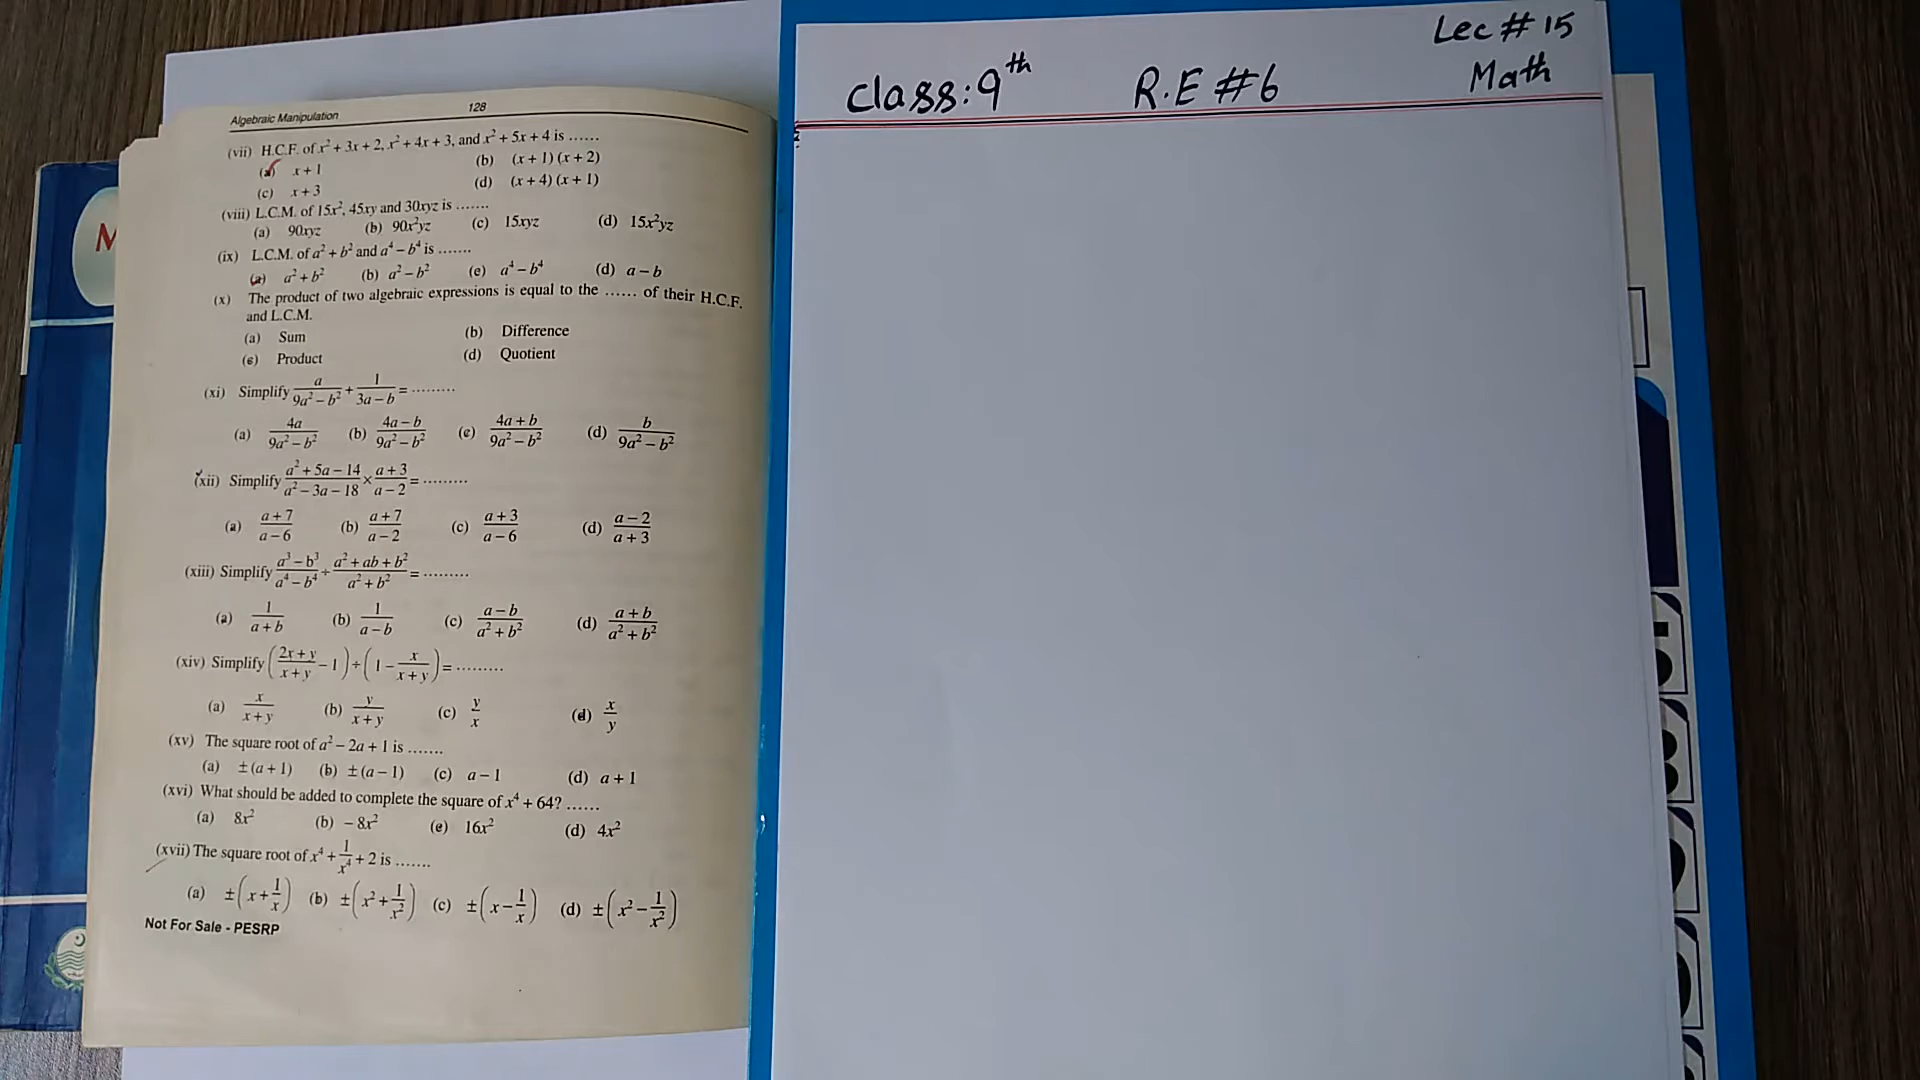 Lec # 15
Class: 9th R.E #6 Math
Algebraic Manipulation 128
(vii) H.C.F. of x² + 3x + 2, x² + 4x + 3, and x² + 5x + 4 is ......
(a) x + 1 (b) (x + 1) (x + 2)
(c) x + 3 (d) (x + 4) (x + 1)
(viii) L.C.M. of 15x², 45xy and 30xyz is .......
(a) 90xyz (b) 90x²yz (c) 15xyz (d) 15x²yz
(ix) L.C.M. of a² + b² and a⁴ – b⁴ is .......
(a) a² + b² (b) a² – b² (c) a⁴ – b⁴ (d) a – b
(x) The product of two algebraic expressions is equal to the ...... of their H.C.F.
and L.C.M.
(a) Sum (b) Difference
(c) Product (d) Quotient
(xi) Simplify a/(9a² – b²) + 1/(3a – b) = .........
(a) 4a/(9a² – b²) (b) (4a – b)/(9a² – b²) (c) (4a + b)/(9a² – b²) (d) b/(9a² – b²)
(xii) Simplify (a² + 5a – 14)/(a² – 3a – 18) × (a + 3)/(a – 2) = .........
(a) (a + 7)/(a – 6) (b) (a + 7)/(a – 2) (c) (a + 3)/(a – 6) (d) (a – 2)/(a + 3)
(xiii) Simplify (a³ – b³)/(a⁴ – b⁴) ÷ (a² + ab + b²)/(a² + b²) = .........
(a) 1/(a + b) (b) 1/(a – b) (c) (a – b)/(a² + b²) (d) (a + b)/(a² + b²)
(xiv) Simplify ((2x + y)/(x + y) – 1) ÷ (1 – x/(x + y)) = .........
(a) x/(x + y) (b) y/(x + y) (c) y/x (d) x/y
(xv) The square root of a² – 2a + 1 is .......
(a) ±(a + 1) (b) ±(a – 1) (c) a – 1 (d) a + 1
(xvi) What should be added to complete the square of x⁴ + 64? ......
(a) 8x² (b) – 8x² (c) 16x² (d) 4x²
(xvii) The square root of x⁴ + 1/x⁴ + 2 is .......
(a) ±(x + 1/x) (b) ±(x² + 1/x²) (c) ±(x – 1/x) (d) ±(x² – 1/x²)
Not For Sale - PESRP
M